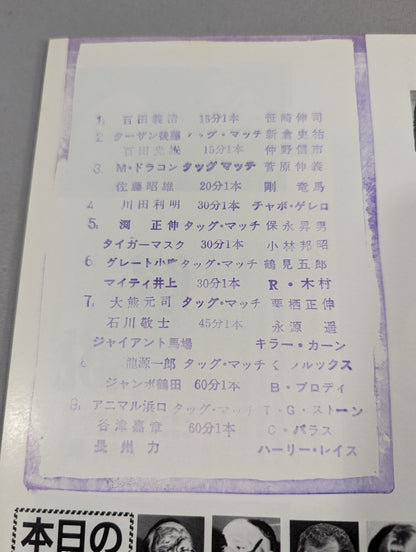 1. 百田義浩 15分1本 笹崎伸司
2 ターザン後藤 タッグ・マッチ 新倉史祐
百田光雄 15分1本 仲野信市
3. M・ドラゴン タッグマッチ 菅原伸義
佐藤昭雄 20分1本 剛 竜馬
4 川田利明 30分1本 チャボ・ゲレロ
5. 渕 正伸 タッグ・マッチ 保永昇男
タイガーマスク 30分1本 小林邦昭
6. グレート小鹿 タッグ・マッチ 鶴見五郎
マイティ井上 30分1本 R・木村
7. 大熊元司 タッグ・マッチ 栗栖正伸
石川敬士 45分1本 永源 遥
ジャイアント馬場 キラー・カーン
龍源一郎 タッグ・マッチ ノルックス
ジャンボ鶴田 60分1本 B・ブロディ
アニマル浜口 タッグ・マッチ T・G・ストーン
谷津嘉章 60分1本 C・パラス
長州 力 ハーリー・レイス
本日の